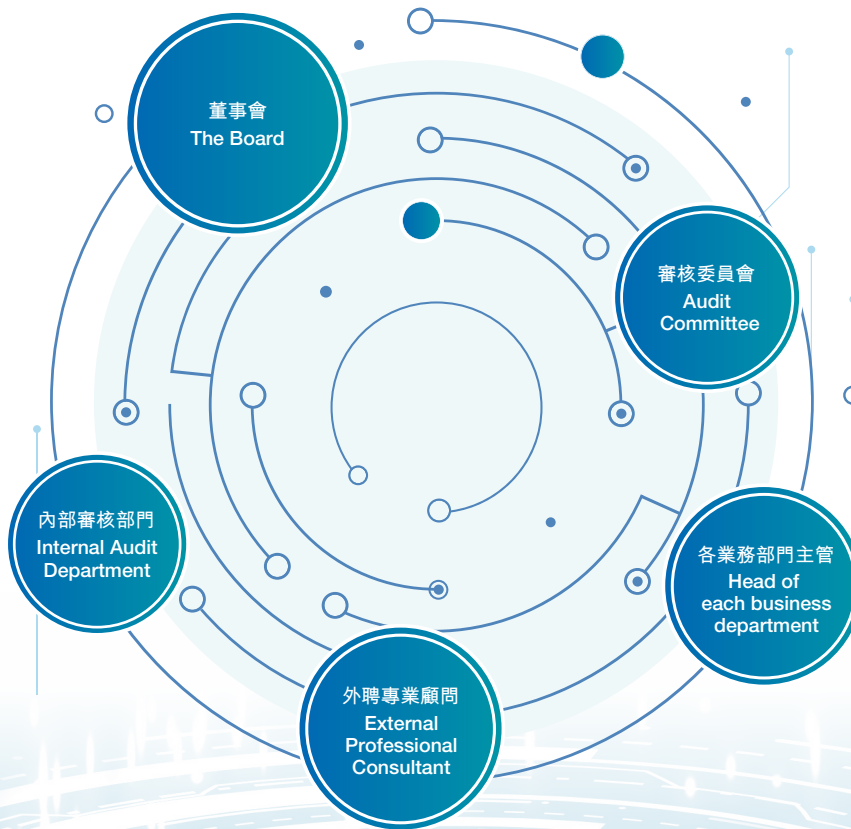 董事會
The Board
審核委員會
Audit
Committee
內部審核部門
Internal Audit
Department
各業務部門主管
Head of
each business
department
外聘專業顧問
External
Professional
Consultant